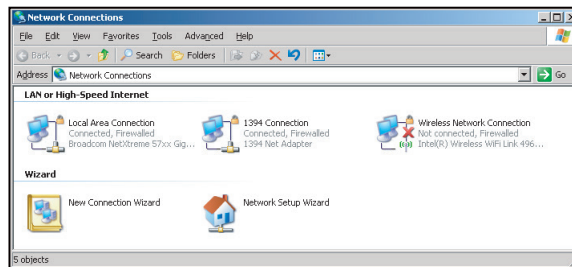 Network Connections
File Edit View Favorites Tools Advanced Help
Back Search Folders
Address Network Connections Go
LAN or High-Speed Internet
Local Area Connection
Connected, Firewalled
Broadcom NetXtreme 57xx Gig...
1394 Connection
Connected, Firewalled
1394 Net Adapter
Wireless Network Connection
Not connected, Firewalled
Intel(R) Wireless WiFi Link 496...
Wizard
New Connection Wizard
Network Setup Wizard
5 objects